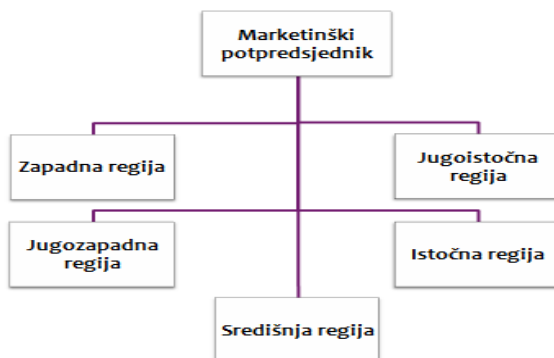 Marketinški
potpredsjednik
Zapadna regija
Jugoistočna
regija
Jugozapadna
regija
Istočna regija
Središnja regija